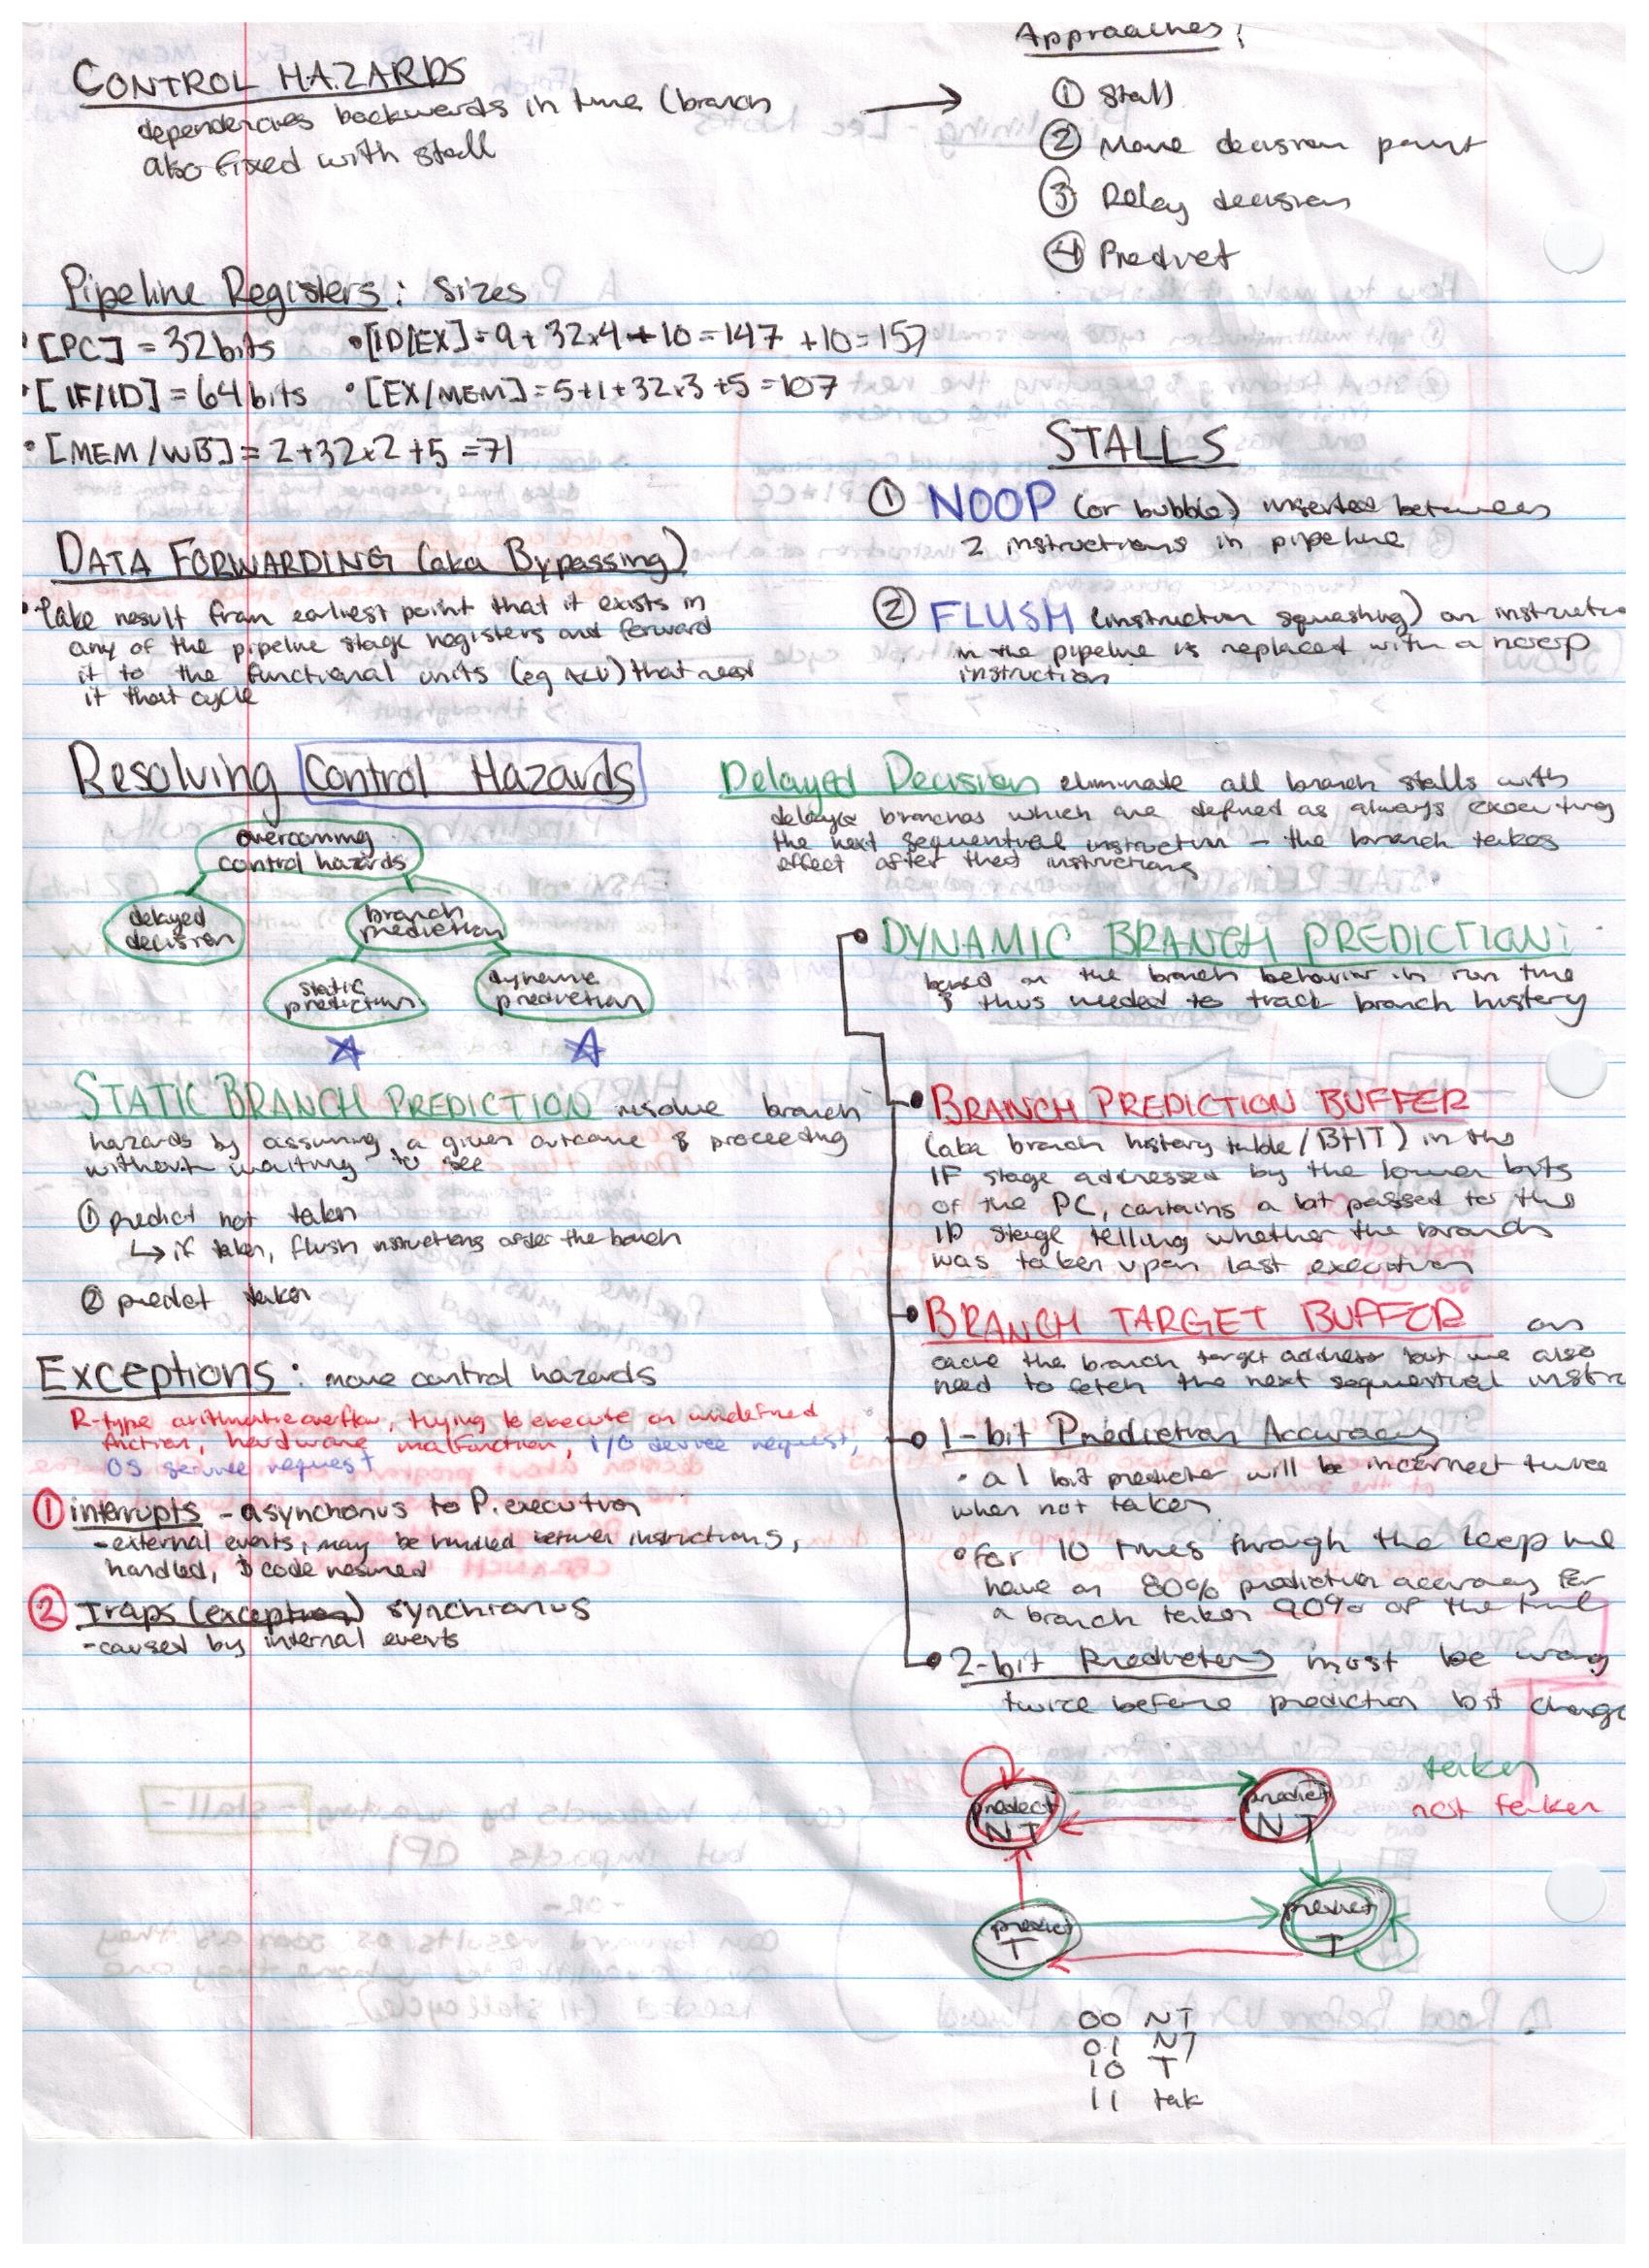 CONTROL HAZARDS
dependencies backwards in time (branch
also fixed with stall
Approaches:
① Stall
② Move decision point
③ Delay decision
④ Predict
Pipeline Registers: Sizes
• [PC] = 32 bits
• [ID/EX] = 9 + 32x4 + 10 = 147 + 10 = 157
• [IF/ID] = 64 bits
• [EX/MEM] = 5+1+32x3+5 = 107
• [MEM/WB] = 2+32x2+5 = 71
STALLS
① NOOP (or bubble) inserted between
2 instructions in pipeline
② FLUSH (instruction squashing) an instructi
in the pipeline is replaced with a noop
instruction
DATA FORWARDING (aka Bypassing)
• take result from earliest point that it exists in
any of the pipeline stage registers and forward
it to the functional units (eg ALU) that need
it that cycle
Resolving Control Hazards
overcoming
control hazards
delayed
decision
branch
prediction
static
prediction
dynamic
prediction
Delayed Decision eliminate all branch stalls with
delayed branches which are defined as always executing
the next sequential instruction – the branch takes
effect after that instructions
STATIC BRANCH PREDICTION resolve branch
hazards by assuming a given outcome & proceeding
without waiting to see
① predict not taken
↳ if taken, flush instructions after the branch
② predict taken
Exceptions: more control hazards
R-type arithmetic overflow, trying to execute an undefined
function, hardware malfunction, I/O device request,
OS service request
① interrupts - asynchonus to P. execution
- external events, may be handled between instructions,
handled, & code resumed
② Traps (exception) synchronus
- caused by internal events
• DYNAMIC BRANCH PREDICTION:
based on the branch behavior in run time
& thus needed to track branch history
• BRANCH PREDICTION BUFFER
(aka branch history table / BHT) in the
IF stage addressed by the lower bits
of the PC, contains a bit passed to the
ID stage telling whether the branch
was taken upon last execution
• BRANCH TARGET BUFFER can
cache the branch target address but we also
need to fetch the next sequential instr
• 1-bit Prediction Accuracy
• a 1 bit predictor will be incorrect twice
when not taken
• for 10 times through the loop we
have an 80% prediction accuracy for
a branch taken 90% of the time
• 2-bit Predictors must be wrong
twice before prediction bit change
taken
not taken
predict
NT
predict
NT
predict
T
predict
T
00 NT
01 NT
10 T
11 tak